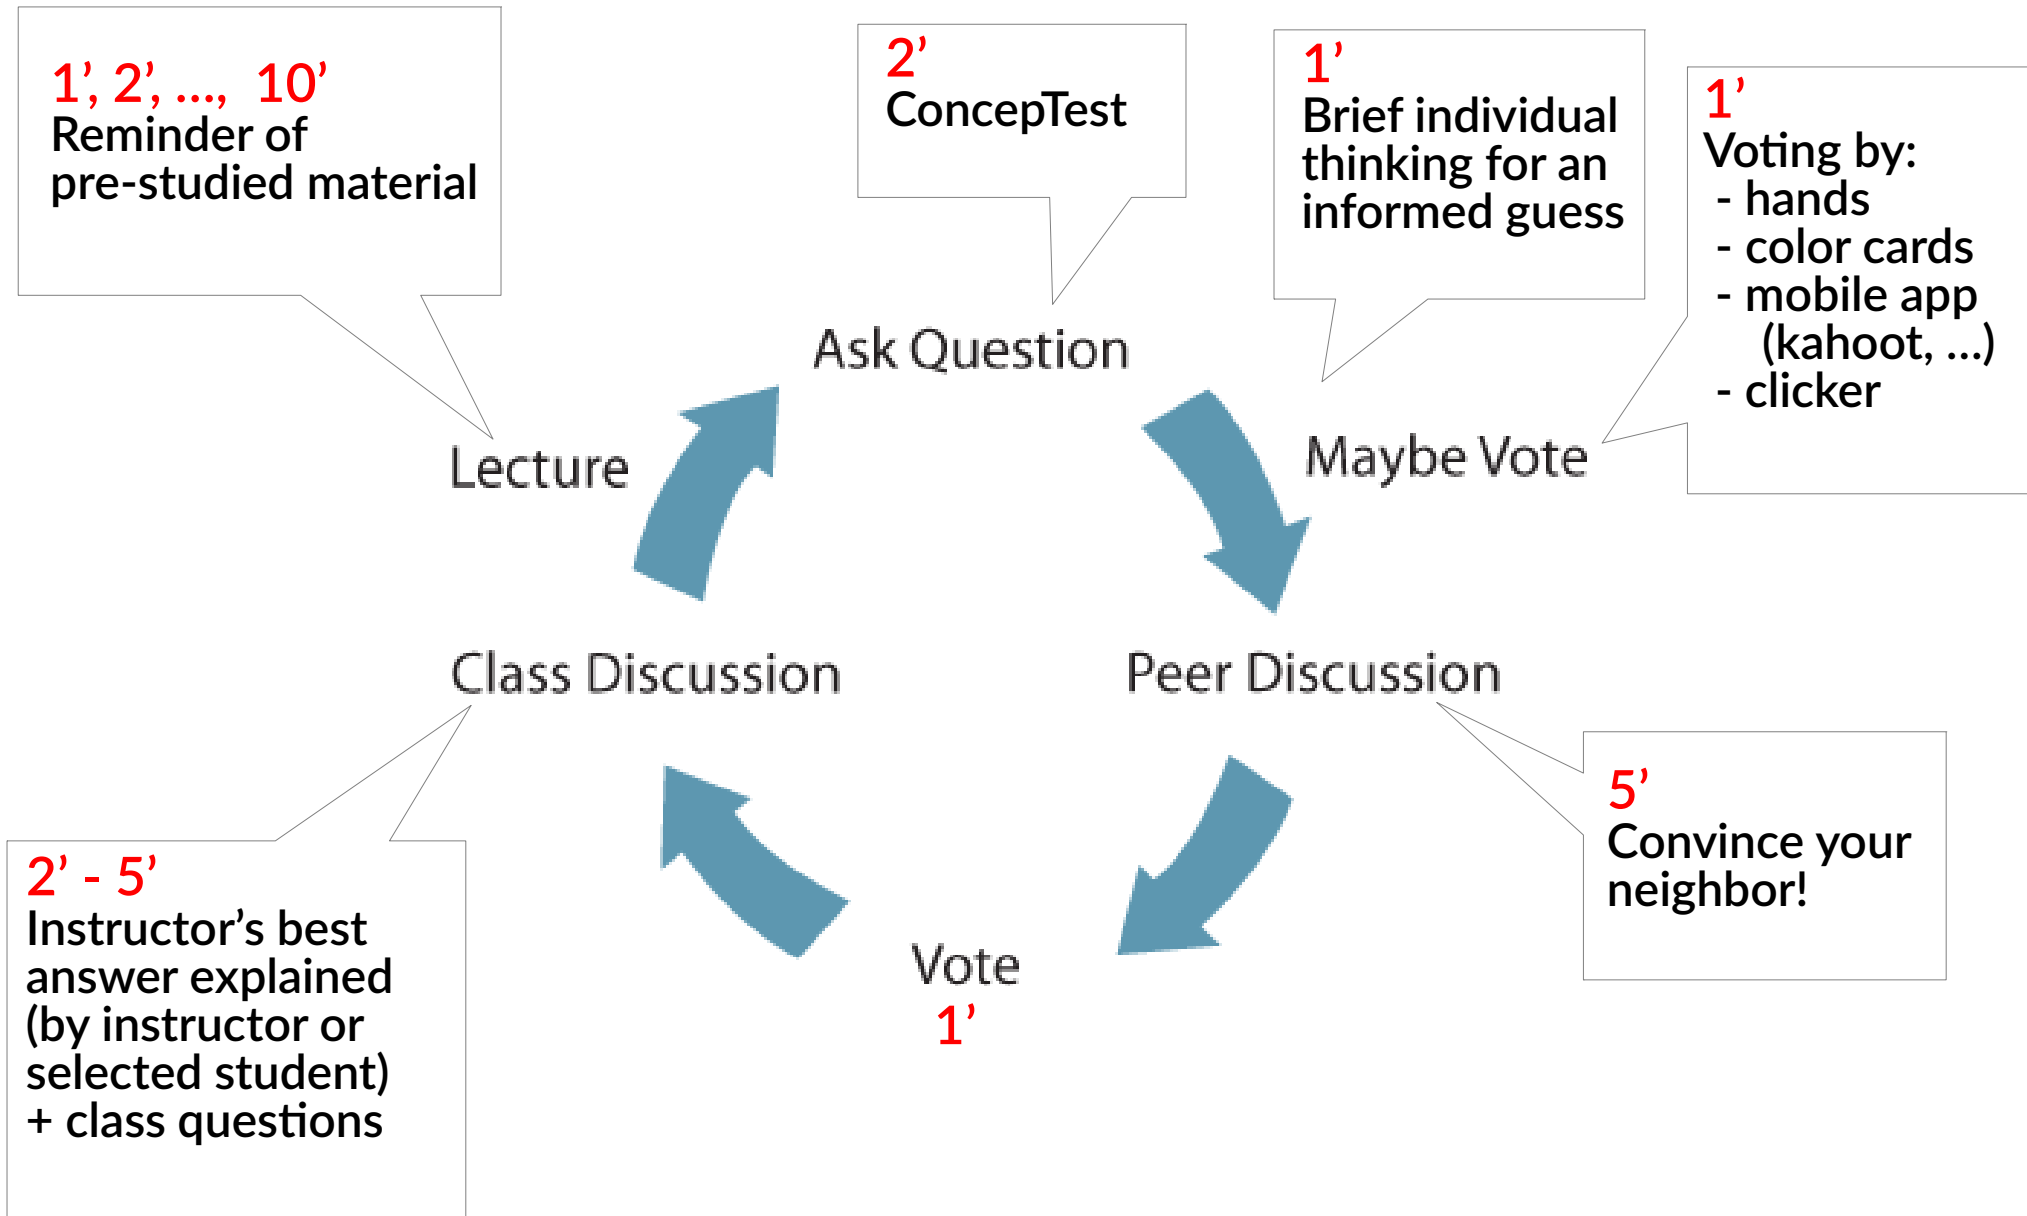 1’, 2’, ..., 10’
Reminder of
pre-studied material
2’
ConcepTest
1’
Brief individual
thinking for an
informed guess
1’
Voting by:
- hands
- color cards
- mobile app
(kahoot, ...)
- clicker
Ask Question
Lecture
Maybe Vote
Class Discussion
Peer Discussion
5’
Convince your
neighbor!
2’ - 5’
Instructor’s best
answer explained
(by instructor or
selected student)
+ class questions
Vote
1’